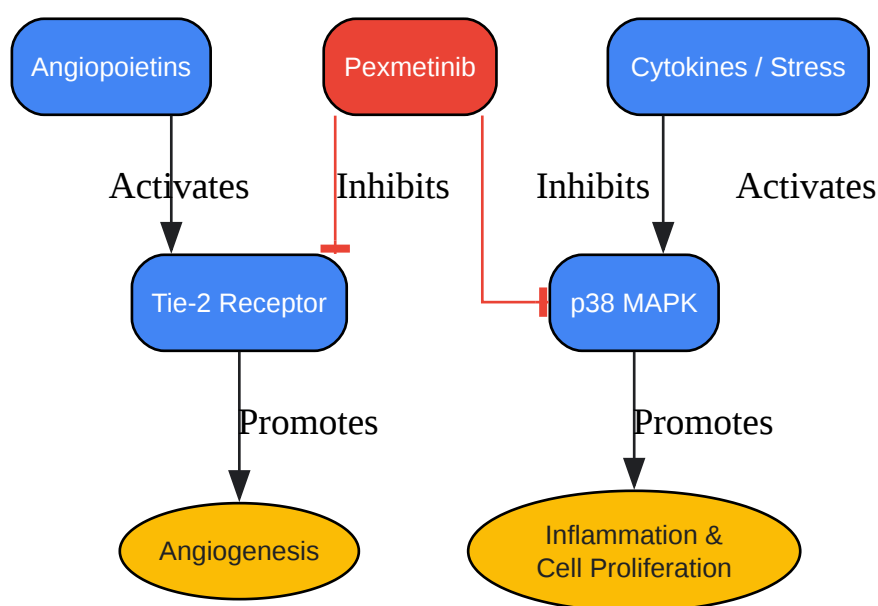 Angiopoietins
Pexmetinib
Cytokines / Stress
Activates
Inhibits
Inhibits
Activates
Tie-2 Receptor
p38 MAPK
Promotes
Promotes
Angiogenesis
Inflammation &
Cell Proliferation